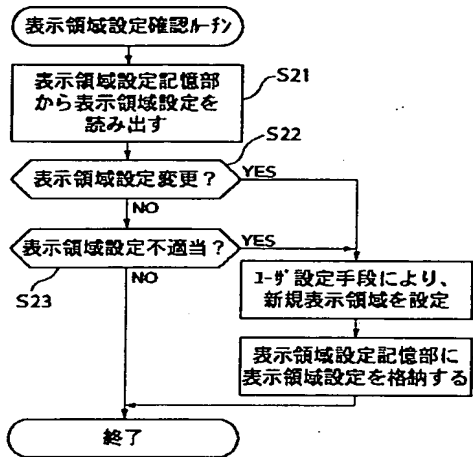 表示領域設定確認ﾙｰﾁﾝ
S21
表示領域設定記憶部
から表示領域設定を
読み出す
S22
表示領域設定変更？
YES
NO
表示領域設定不適当？
YES
NO
S23
ﾕｰｻﾞ設定手段により、
新規表示領域を設定
表示領域設定記憶部に
表示領域設定を格納する
終了